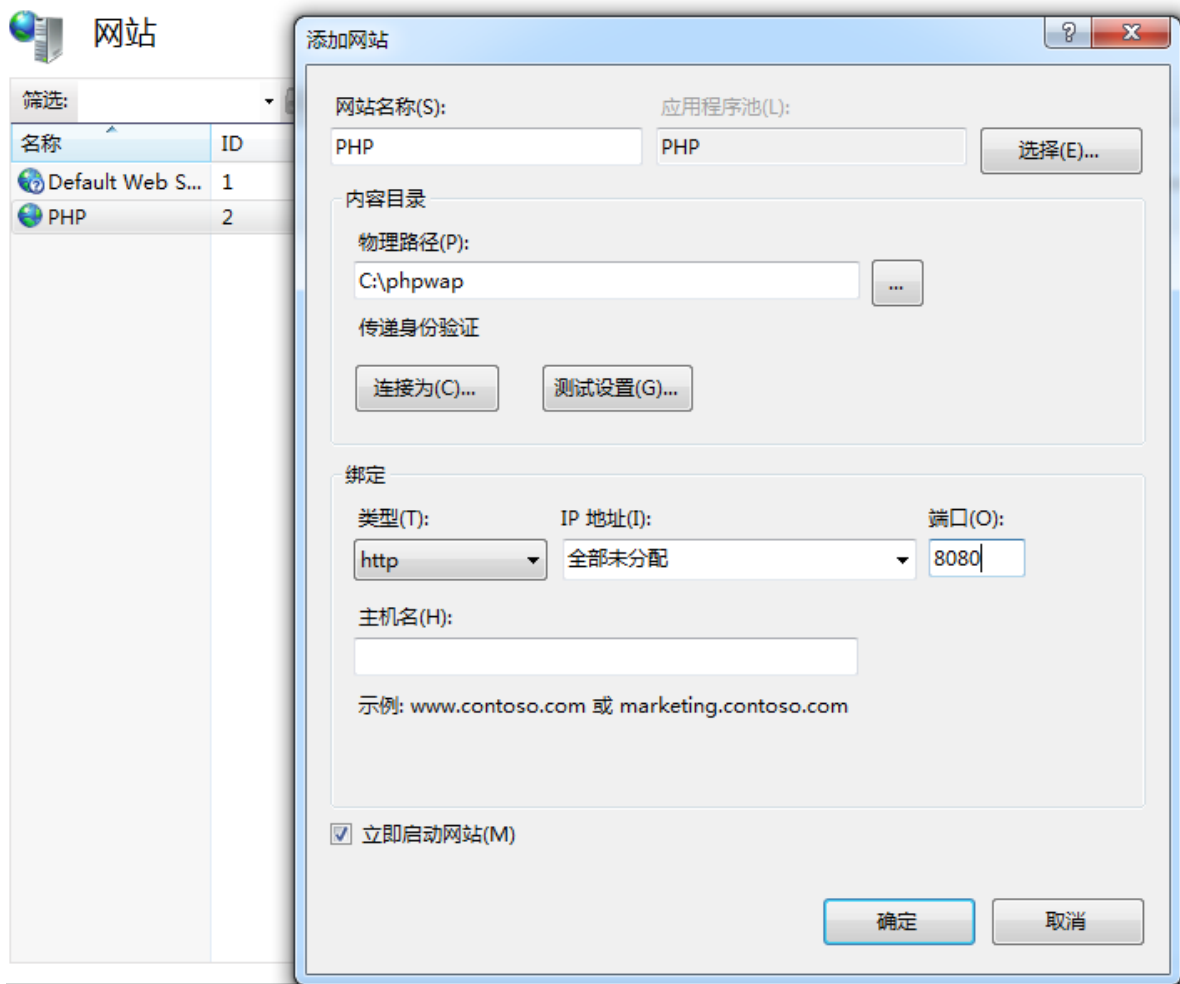 网站
筛选:
名称 ID
Default Web S... 1
PHP 2
添加网站
网站名称(S): 应用程序池(L):
PHP PHP 选择(E)...
内容目录
物理路径(P):
C:\phpwap ...
传递身份验证
连接为(C)... 测试设置(G)...
绑定
类型(T): IP 地址(I): 端口(O):
http 全部未分配 8080
主机名(H):
示例: www.contoso.com 或 marketing.contoso.com
立即启动网站(M)
确定 取消